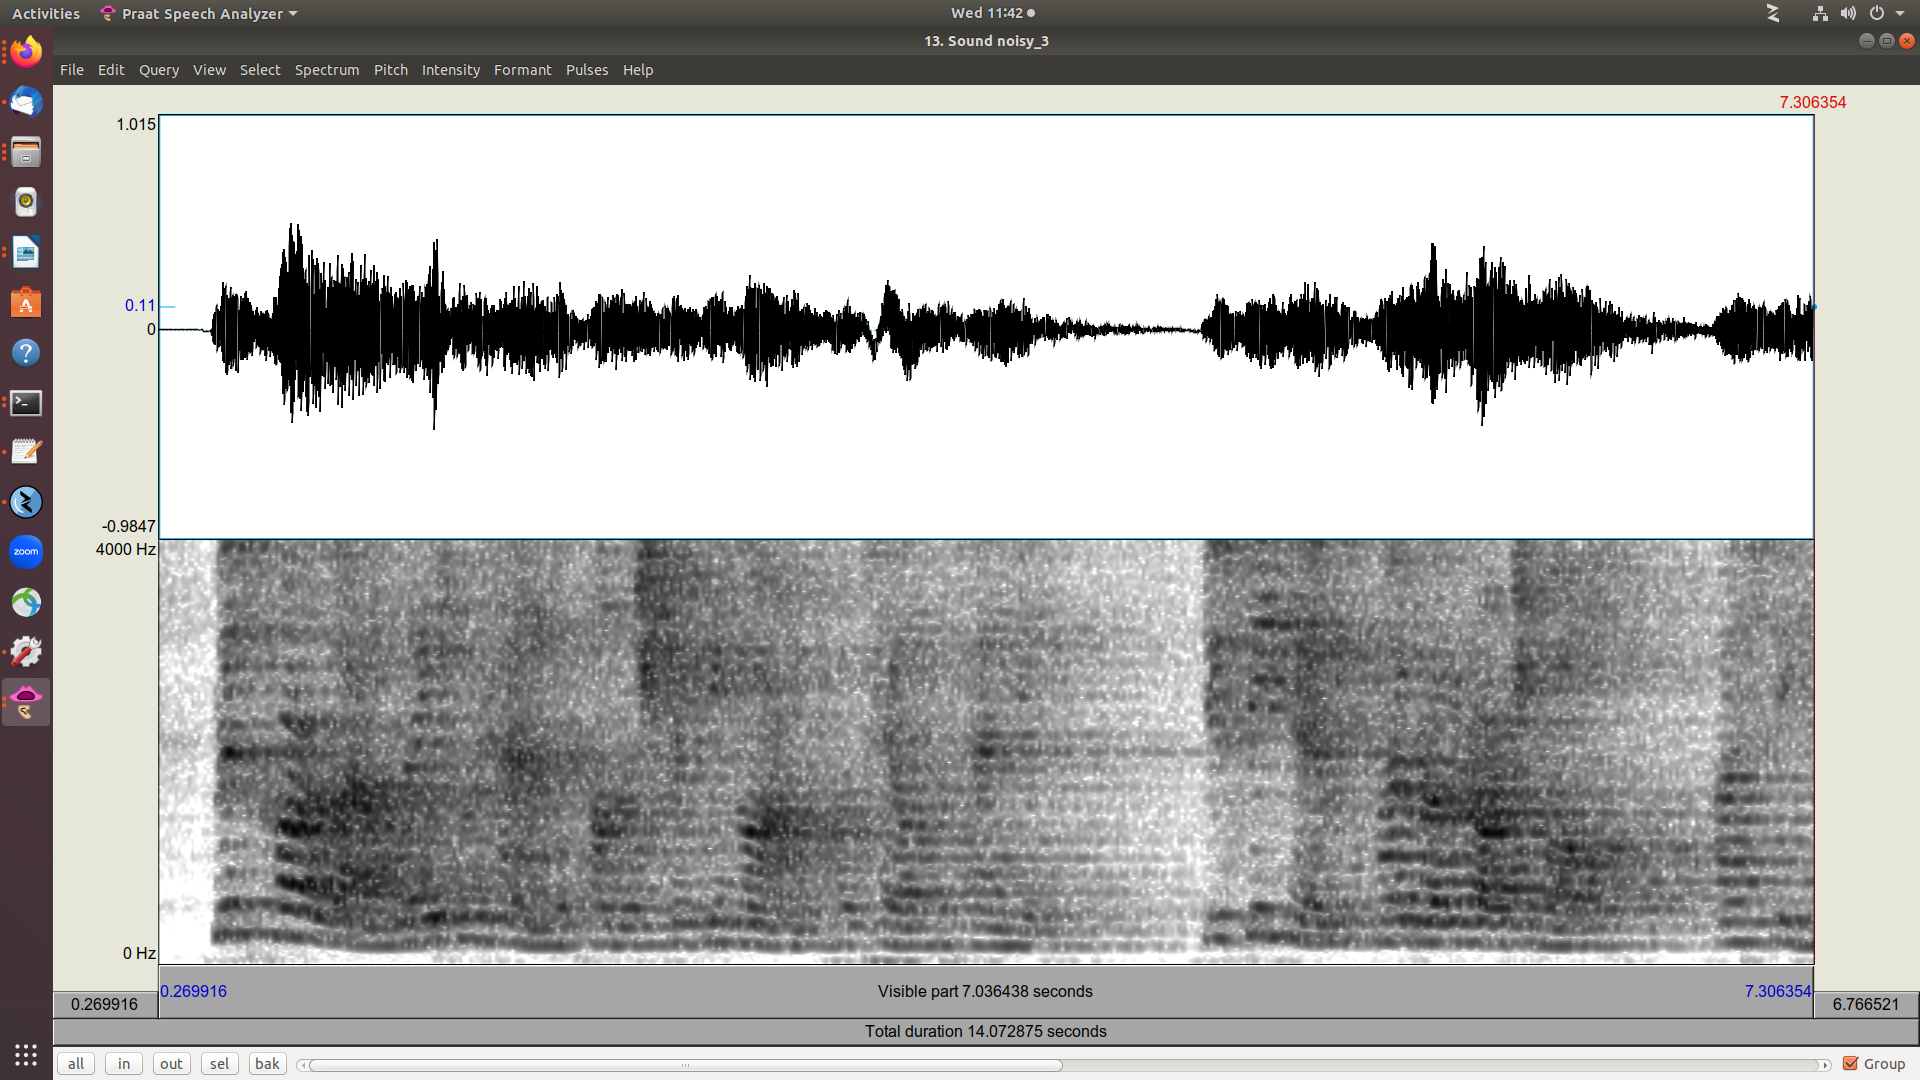 Activities Praat Speech Analyzer Wed 11:42
13. Sound noisy_3
File Edit Query View Select Spectrum Pitch Intensity Formant Pulses Help
7.306354
1.015
0.11
0
-0.9847
4000 Hz
zoom
0 Hz
0.269916 Visible part 7.036438 seconds 7.306354
0.269916 6.766521
Total duration 14.072875 seconds
all in out sel bak Group